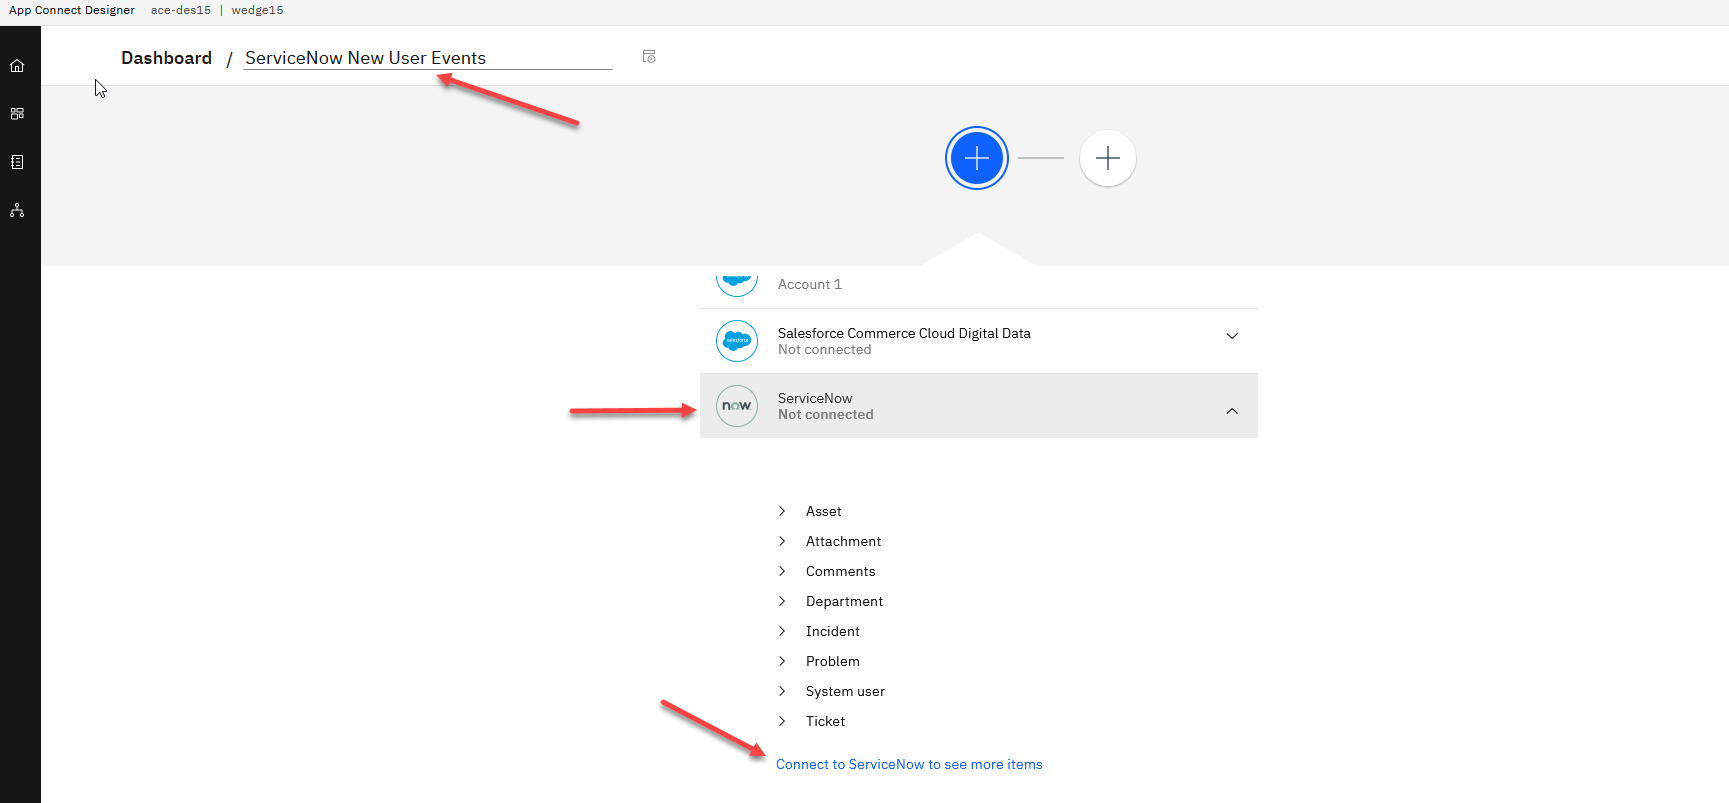 App Connect Designer ace-des15 | wedge15
Dashboard / ServiceNow New User Events
Account 1
salesforce
Salesforce Commerce Cloud Digital Data
Not connected
now
ServiceNow
Not connected
Asset
Attachment
Comments
Department
Incident
Problem
System user
Ticket
Connect to ServiceNow to see more items